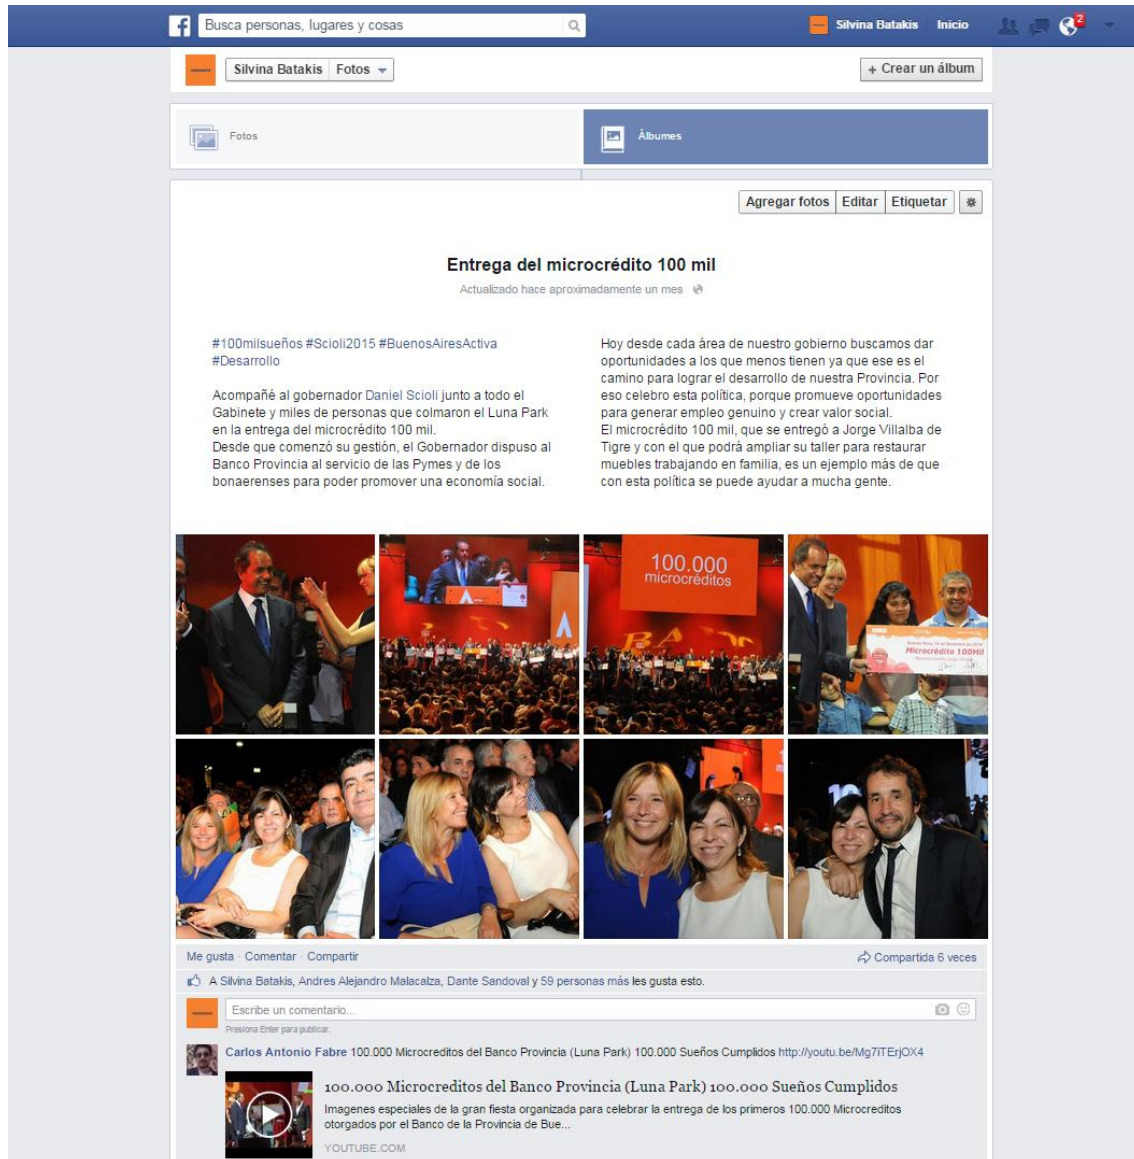 Busca personas, lugares y cosas
Silvina Batakis Inicio 2
Silvina Batakis Fotos
+ Crear un álbum
Fotos
Álbumes
Agregar fotos Editar Etiquetar
Entrega del microcrédito 100 mil
Actualizado hace aproximadamente un mes
#100milsueños #Scioli2015 #BuenosAiresActiva
#Desarrollo
Acompañé al gobernador Daniel Scioli junto a todo el
Gabinete y miles de personas que colmaron el Luna Park
en la entrega del microcrédito 100 mil.
Desde que comenzó su gestión, el Gobernador dispuso al
Banco Provincia al servicio de las Pymes y de los
bonaerenses para poder promover una economía social.
Hoy desde cada área de nuestro gobierno buscamos dar
oportunidades a los que menos tienen ya que ese es el
camino para lograr el desarrollo de nuestra Provincia. Por
eso celebro esta política, porque promueve oportunidades
para generar empleo genuino y crear valor social.
El microcrédito 100 mil, que se entregó a Jorge Villalba de
Tigre y con el que podrá ampliar su taller para restaurar
muebles trabajando en familia, es un ejemplo más de que
con esta política se puede ayudar a mucha gente.
100.000
microcréditos
BA
Microcrédito 100Mil
10
Me gusta · Comentar · Compartir
Compartida 6 veces
A Silvina Batakis, Andres Alejandro Malacalza, Dante Sandoval y 59 personas más les gusta esto.
Escribe un comentario...
Presiona Enter para publicar.
Carlos Antonio Fabre 100.000 Microcreditos del Banco Provincia (Luna Park) 100.000 Sueños Cumplidos http://youtu.be/Mg7iTErjOX4
100.000 Microcreditos del Banco Provincia (Luna Park) 100.000 Sueños Cumplidos
Imagenes especiales de la gran fiesta organizada para celebrar la entrega de los primeros 100.000 Microcreditos
otorgados por el Banco de la Provincia de Bue...
YOUTUBE.COM